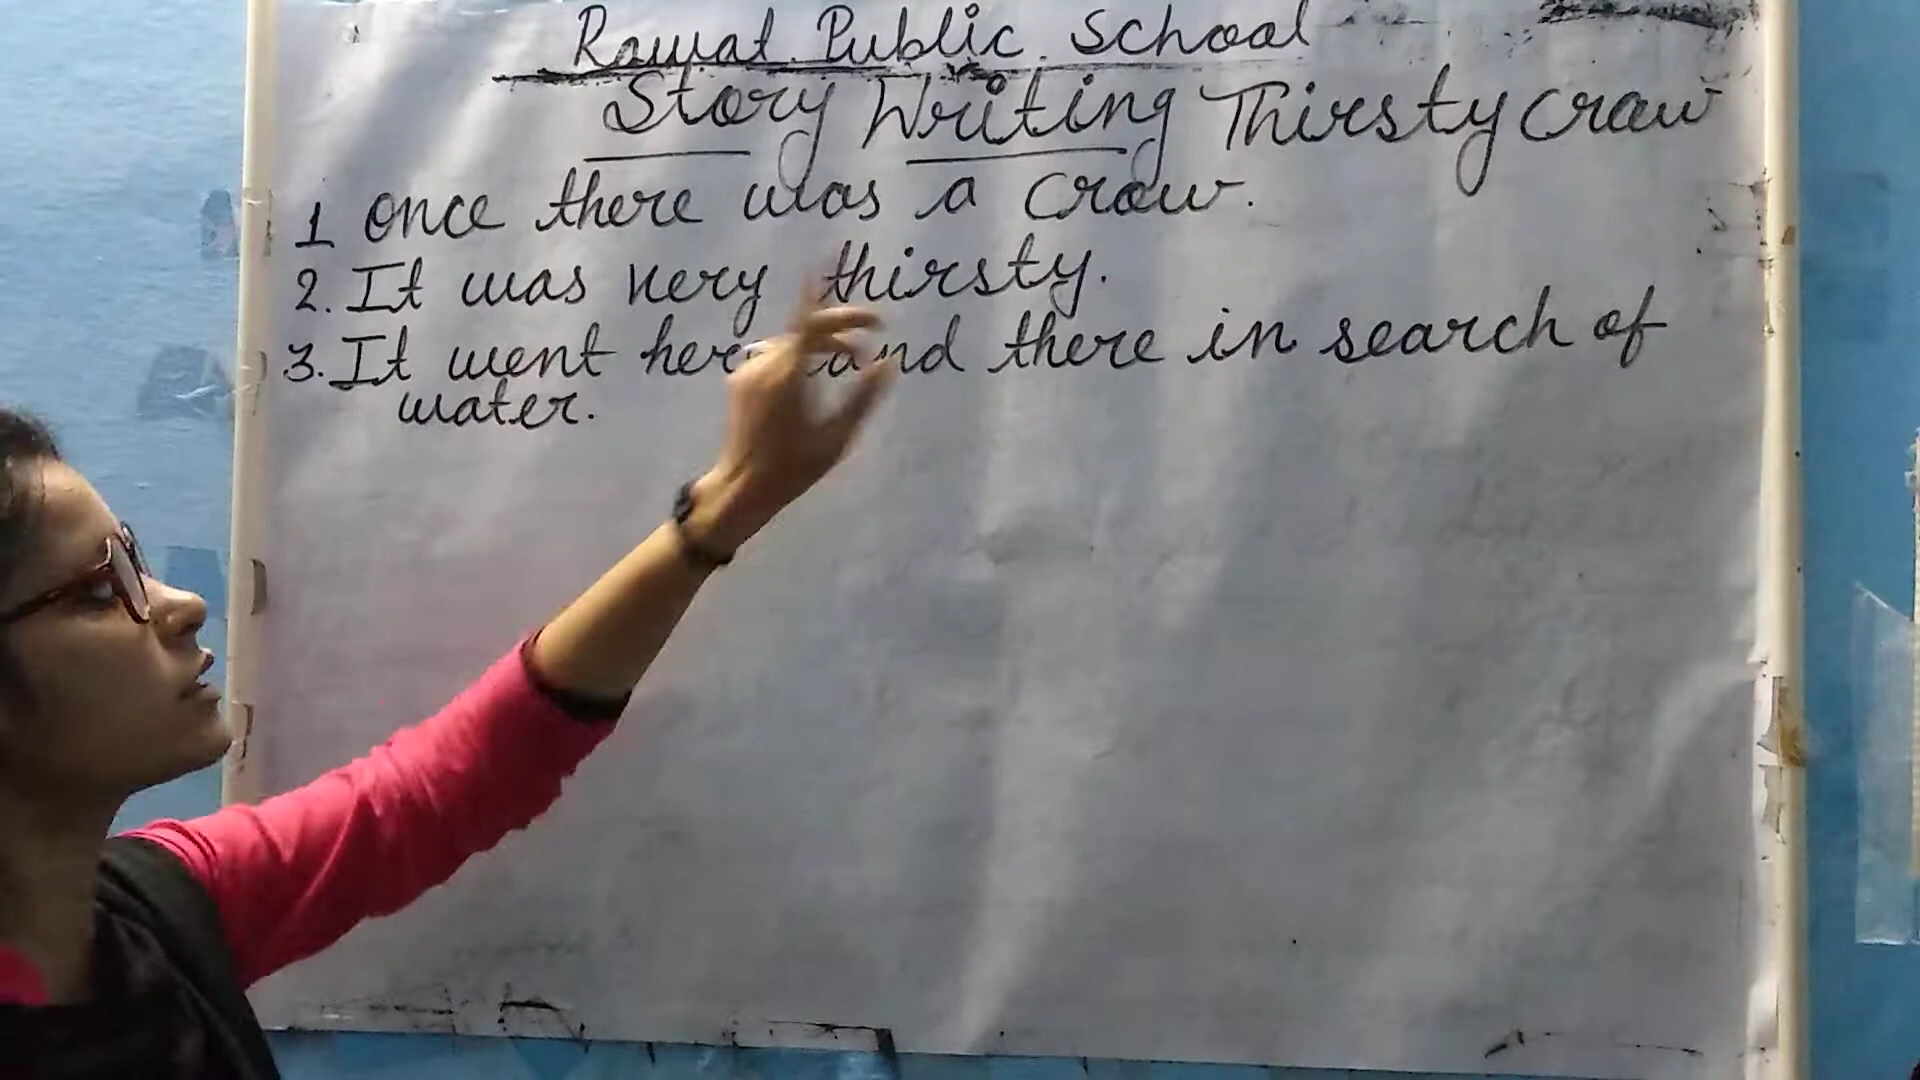 Rawat Public School
Story Writing Thirsty Craw
1 Once there was a Craw.
2. It was very thirsty.
3. It went here and there in search of
water.